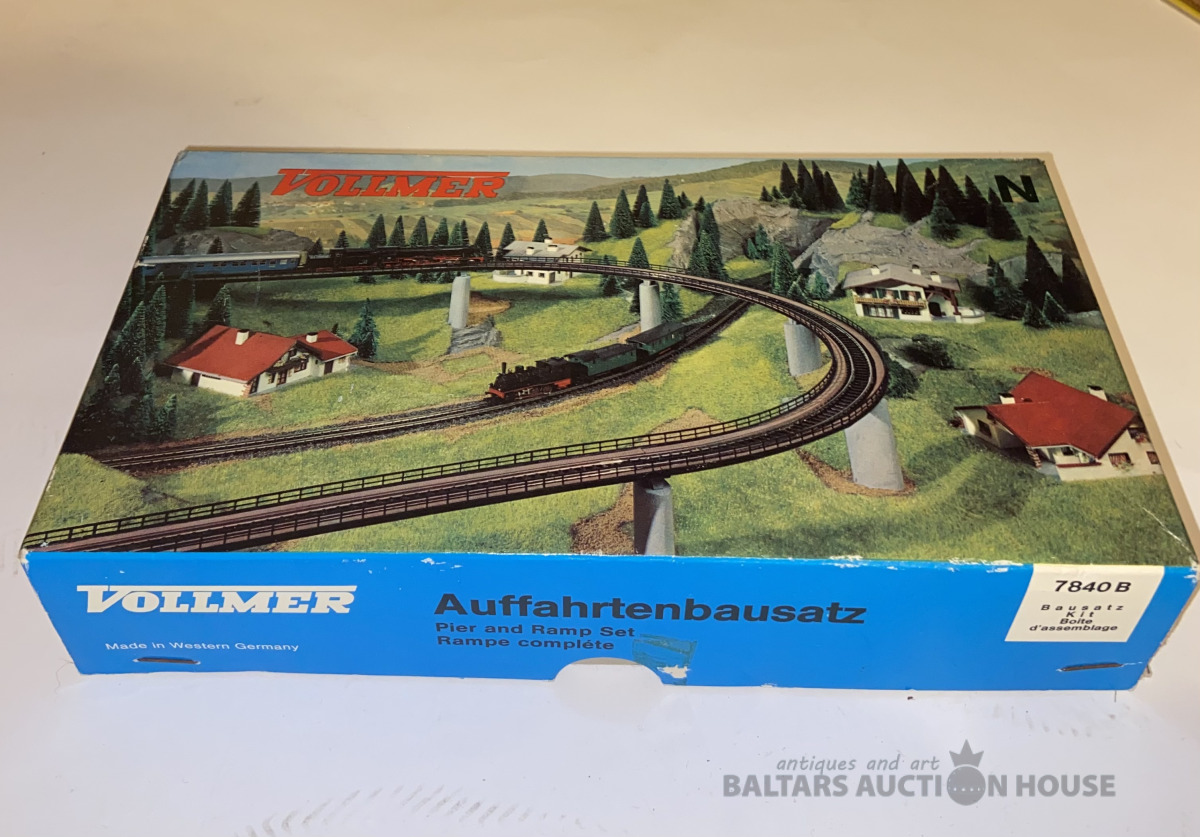 VOLLMER
N
VOLLMER
Made in Western Germany
Auffahrtenbausatz
Pier and Ramp Set
Rampe compléte
7840 B
Bausatz
Kit
Boîte
d'assemblage
antiques and art
BALTARS AUCTION HOUSE